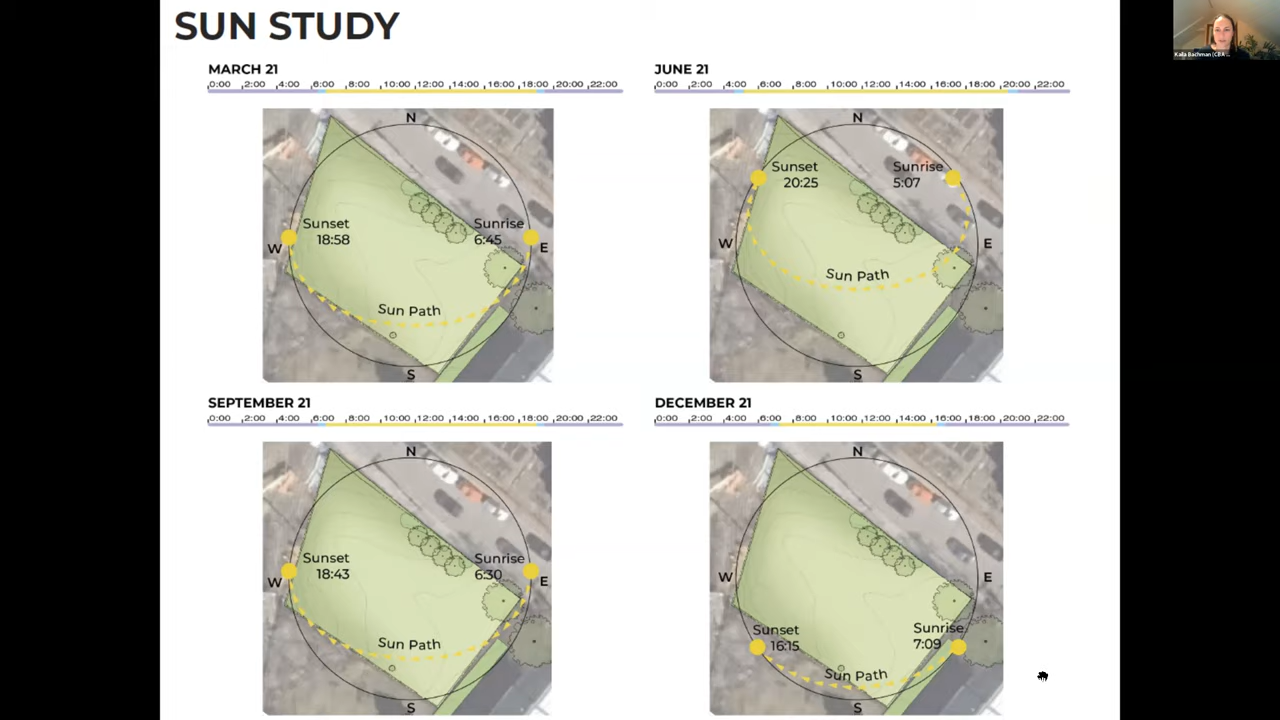 SUN STUDY
Kaila Bachman (CBA...
MARCH 21
0:00 2:00 4:00 6:00 8:00 10:00 12:00 14:00 16:00 18:00 20:00 22:00
N
Sunset
18:58
Sunrise
6:45
W
E
Sun Path
S
JUNE 21
0:00 2:00 4:00 6:00 8:00 10:00 12:00 14:00 16:00 18:00 20:00 22:00
N
Sunset
20:25
Sunrise
5:07
W
E
Sun Path
S
SEPTEMBER 21
0:00 2:00 4:00 6:00 8:00 10:00 12:00 14:00 16:00 18:00 20:00 22:00
N
Sunset
18:43
Sunrise
6:30
W
E
Sun Path
S
DECEMBER 21
0:00 2:00 4:00 6:00 8:00 10:00 12:00 14:00 16:00 18:00 20:00 22:00
N
W
E
Sunset
16:15
Sunrise
7:09
Sun Path
S